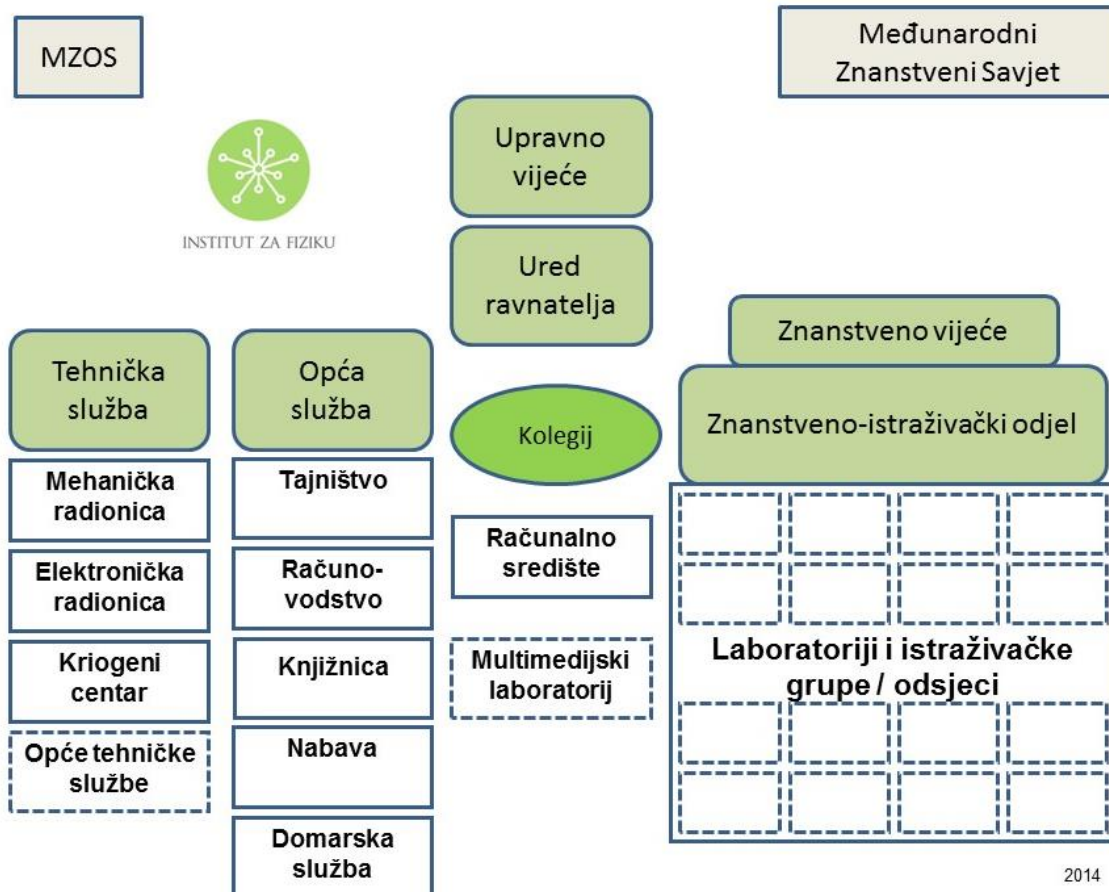 MZOS
Međunarodni
Znanstveni Savjet
INSTITUT ZA FIZIKU
Upravno
vijeće
Ured
ravnatelja
Tehnička
služba
Mehanička
radionica
Elektronička
radionica
Kriogeni
centar
Opće tehničke
službe
Opća
služba
Tajništvo
Računo-
vodstvo
Knjižnica
Nabava
Domarska
služba
Kolegij
Računalno
središte
Multimedijski
laboratorij
Znanstveno vijeće
Znanstveno-istraživački odjel
Laboratoriji i istraživačke
grupe / odsjeci
2014